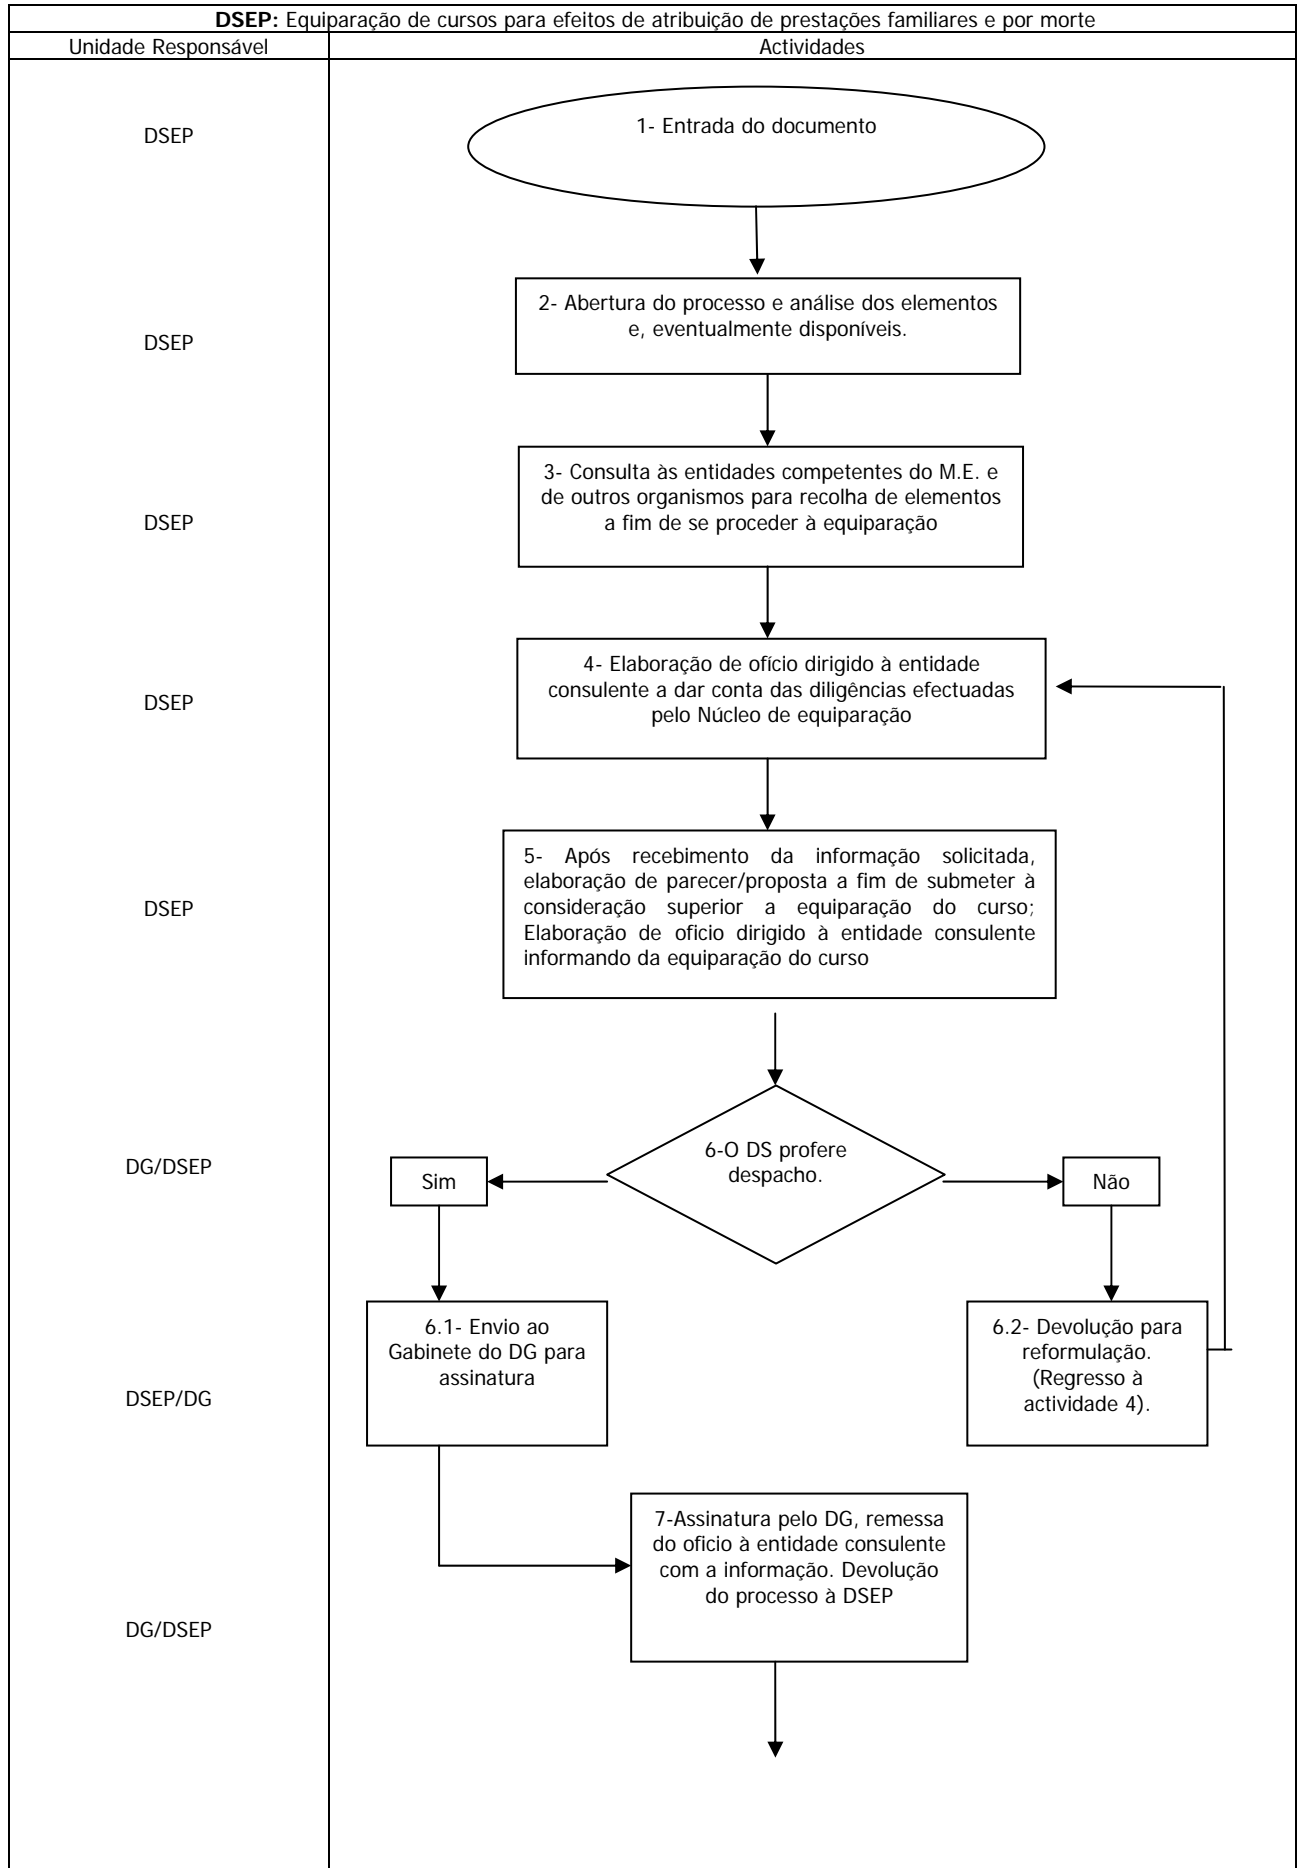 DSEP: Equiparação de cursos para efeitos de atribuição de prestações familiares e por morte
Unidade Responsável
Actividades
DSEP
1- Entrada do documento
DSEP
2- Abertura do processo e análise dos elementos
e, eventualmente disponíveis.
DSEP
3- Consulta às entidades competentes do M.E. e
de outros organismos para recolha de elementos
a fim de se proceder à equiparação
DSEP
4- Elaboração de ofício dirigido à entidade
consulente a dar conta das diligências efectuadas
pelo Núcleo de equiparação
DSEP
5- Após recebimento da informação solicitada,
elaboração de parecer/proposta a fim de submeter à
consideração superior a equiparação do curso;
Elaboração de oficio dirigido à entidade consulente
informando da equiparação do curso
DG/DSEP
6-O DS profere
despacho.
Sim
Não
DSEP/DG
6.1- Envio ao
Gabinete do DG para
assinatura
6.2- Devolução para
reformulação.
(Regresso à
actividade 4).
DG/DSEP
7-Assinatura pelo DG, remessa
do oficio à entidade consulente
com a informação. Devolução
do processo à DSEP